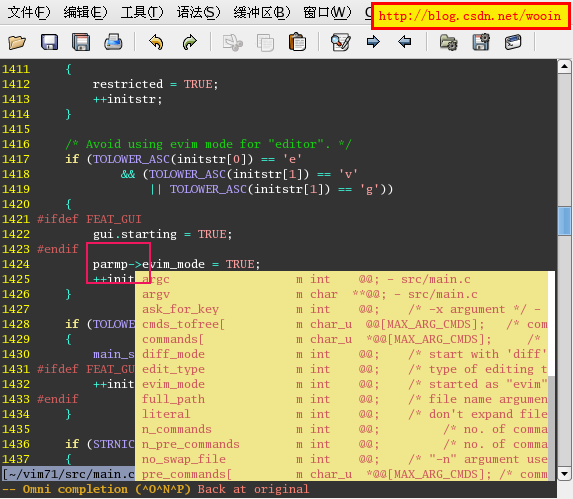 文件(F) 编辑(E) 工具(T) 语法(S) 缓冲区(B) 窗口(W)
http://blog.csdn.net/wooin
1411 {
1412 restricted = TRUE;
1413 ++initstr;
1414 }
1415
1416 /* Avoid using evim mode for "editor". */
1417 if (TOLOWER_ASC(initstr[0]) == 'e'
1418 && (TOLOWER_ASC(initstr[1]) == 'v'
1419 || TOLOWER_ASC(initstr[1]) == 'g'))
1420 {
1421 #ifdef FEAT_GUI
1422 gui.starting = TRUE;
1423 #endif
1424 parmp->evim_mode = TRUE;
1425 ++init argc m int @@; - src/main.c
1426 } argv m char **@@; - src/main.c
1427 ask_for_key m int @@; /* -x argument */ -
1428 if (TOLOWE cmds_tofree[ m char_u @@[MAX_ARG_CMDS]; /* com
1429 { commands[ m char_u *@@[MAX_ARG_CMDS]; /*
1430 main_s diff_mode m int @@; /* start with 'diff'
1431 #ifdef FEAT_GU edit_type m int @@; /* type of editing t
1432 ++init evim_mode m int @@; /* started as "evim"
1433 #endif full_path m int @@; /* file name argumen
1434 } literal m int @@; /* don't expand file
1435 n_commands m int @@; /* no. of comma
1436 if (STRNIC n_pre_commands m int @@; /* no. of comma
1437 { no_swap_file m int @@; /* "-n" argument use
[~/vim71/src/main.c pre_commands[ m char_u *@@[MAX_ARG_CMDS]; /* comm
-- Omni completion (^O^N^P) Back at original